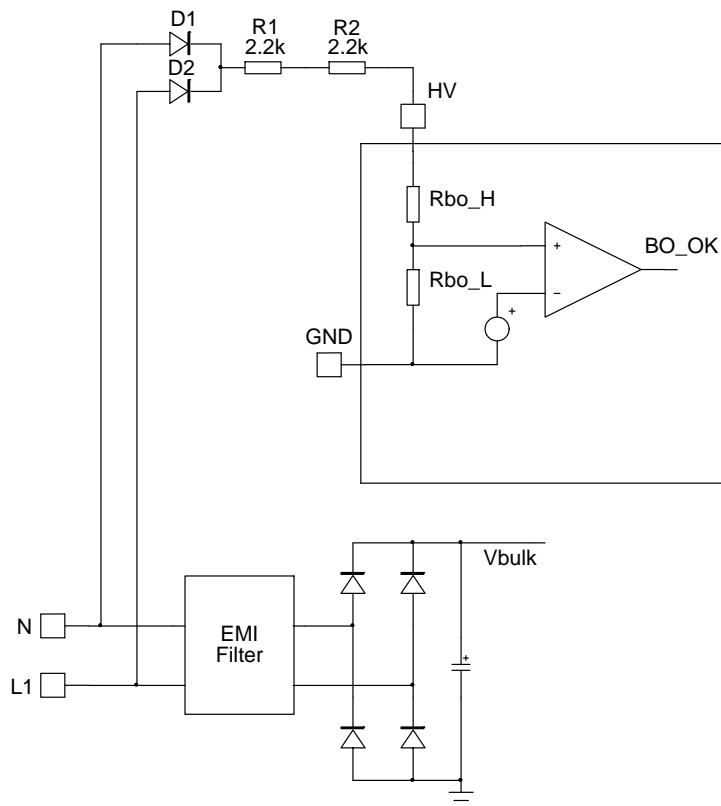 D1
D2
R1
2.2k
R2
2.2k
HV
Rbo_H
+
BO_OK
Rbo_L
−
+
GND
Vbulk
N
EMI
Filter
L1
+